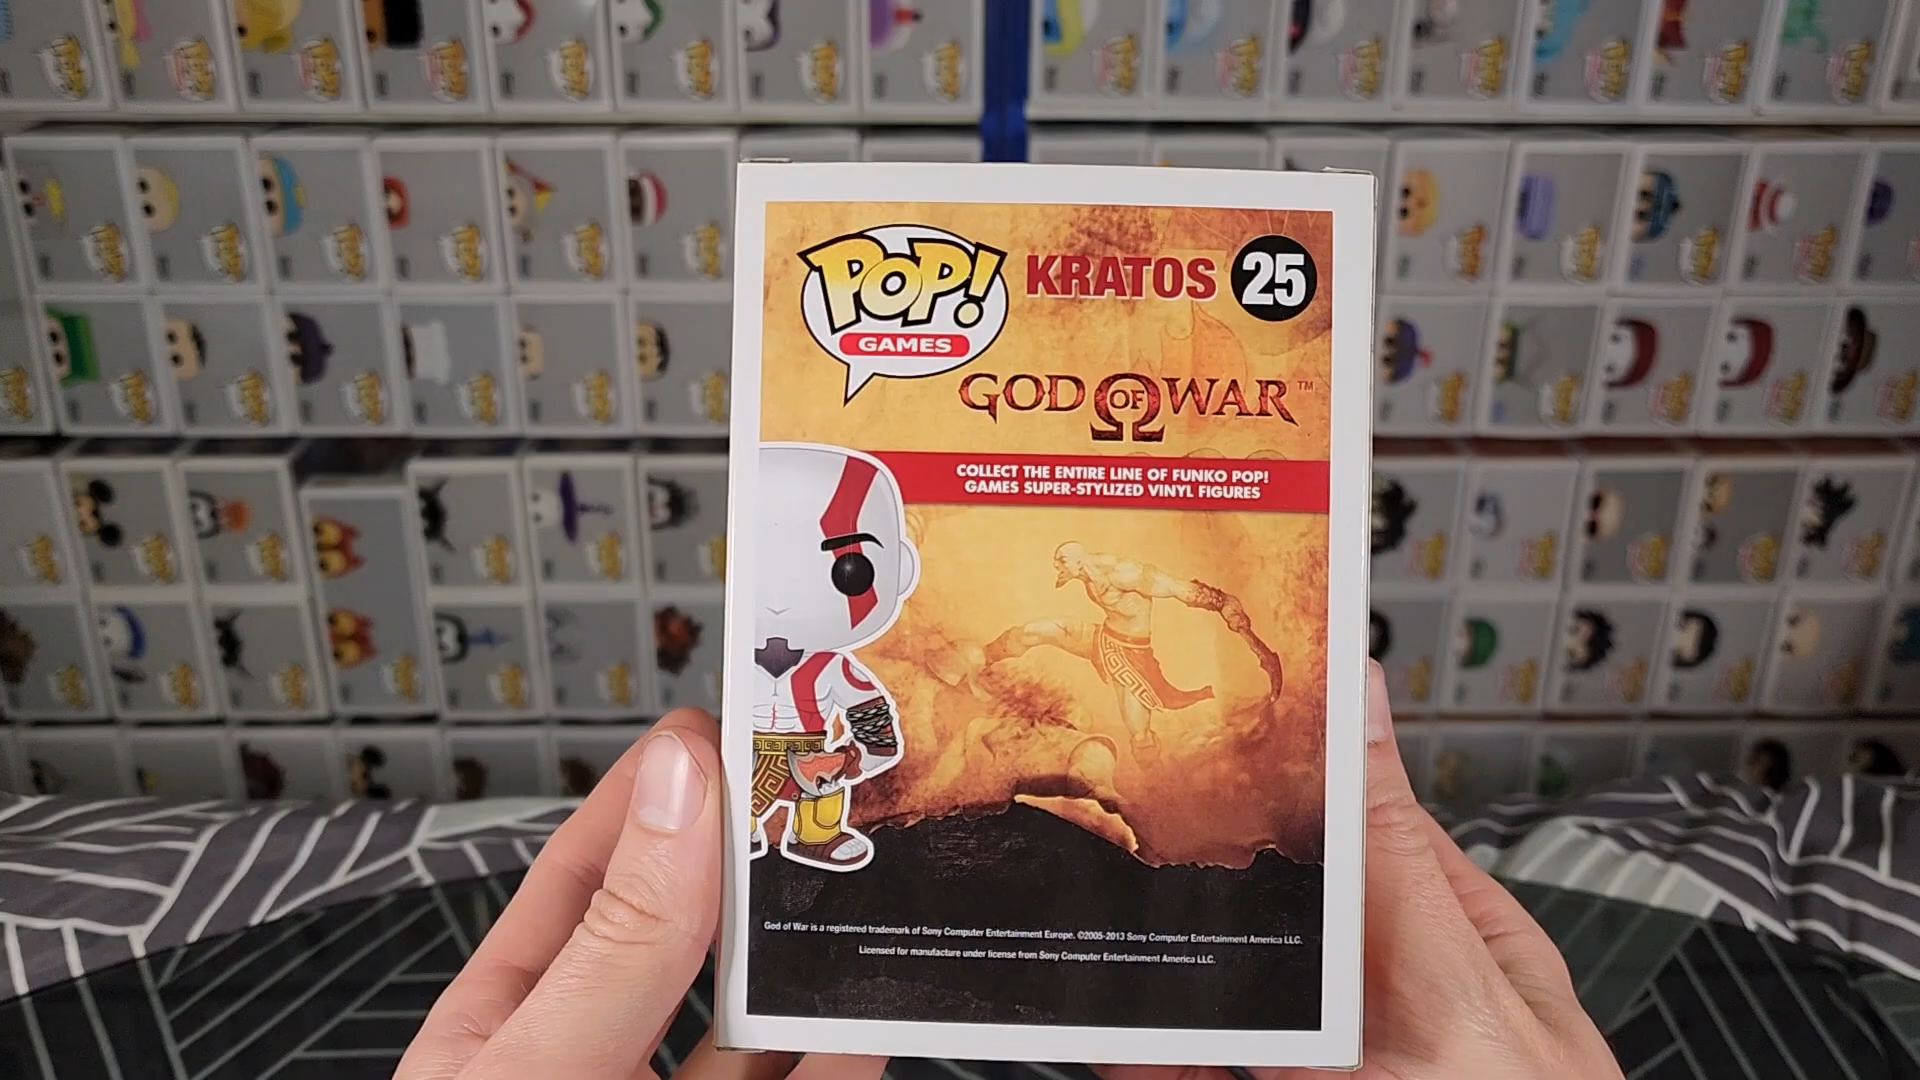 POP!
GAMES
KRATOS 25
GOD OF WAR™
COLLECT THE ENTIRE LINE OF FUNKO POP!
GAMES SUPER-STYLIZED VINYL FIGURES
God of War is a registered trademark of Sony Computer Entertainment Europe. ©2005-2013 Sony Computer Entertainment America LLC.
Licensed for manufacture under license from Sony Computer Entertainment America LLC.